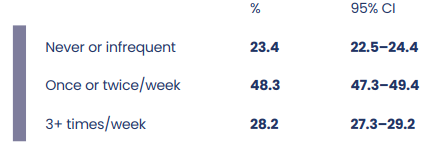 % 95% CI
Never or infrequent 23.4 22.5–24.4
Once or twice/week 48.3 47.3–49.4
3+ times/week 28.2 27.3–29.2